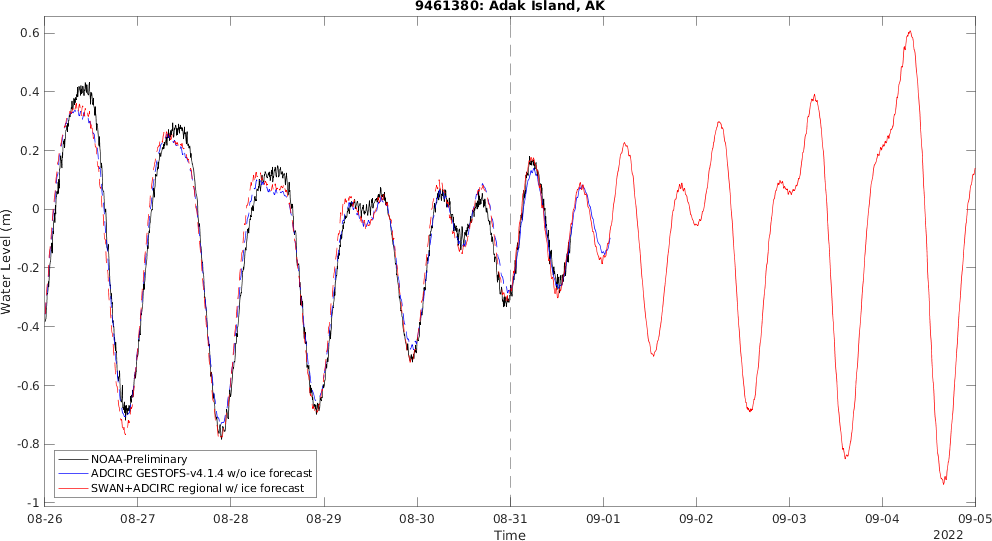 9461380: Adak Island, AK
0.6
0.4
0.2
0
-0.2
-0.4
-0.6
-0.8
-1
Water Level (m)
NOAA-Preliminary
ADCIRC GESTOFS-v4.1.4 w/o ice forecast
SWAN+ADCIRC regional w/ ice forecast
08-26 08-27 08-28 08-29 08-30 08-31 09-01 09-02 09-03 09-04 09-05
Time
2022